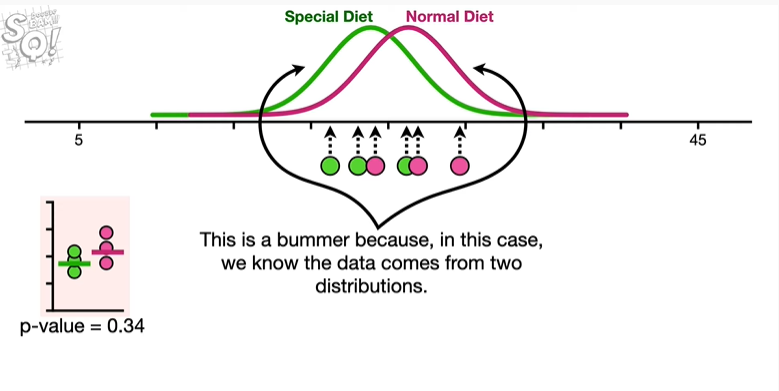 StatQuest!
Special Diet
Normal Diet
5
45
This is a bummer because, in this case,
we know the data comes from two
distributions.
p-value = 0.34